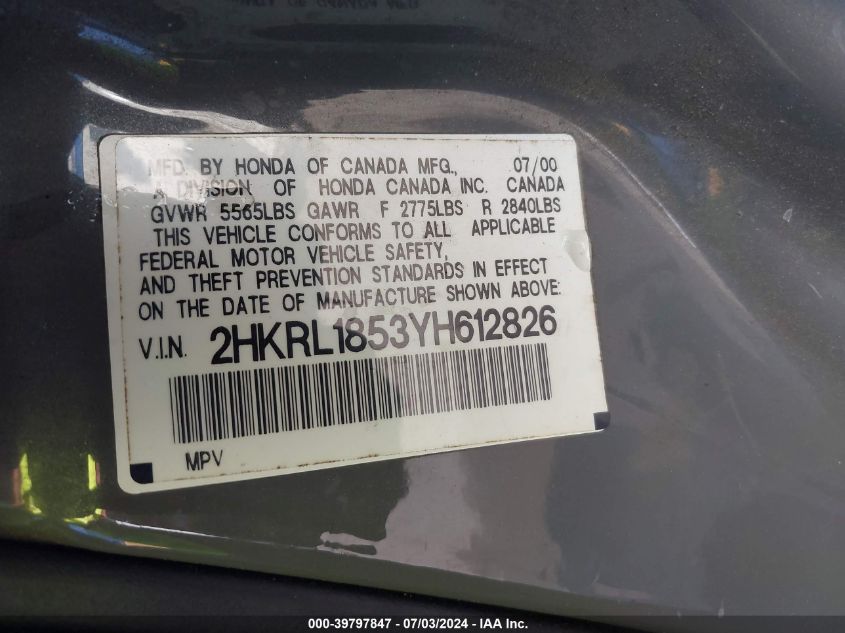 MFD. BY HONDA OF CANADA MFG., 07/00
A DIVISION OF HONDA CANADA INC. CANADA
GVWR 5565LBS GAWR F 2775LBS R 2840LBS
THIS VEHICLE CONFORMS TO ALL APPLICABLE
FEDERAL MOTOR VEHICLE SAFETY,
AND THEFT PREVENTION STANDARDS IN EFFECT
ON THE DATE OF MANUFACTURE SHOWN ABOVE:
V.I.N. 2HKRL1853YH612826
MPV
000-39797847 / 07/03/2024 - IAA Inc.